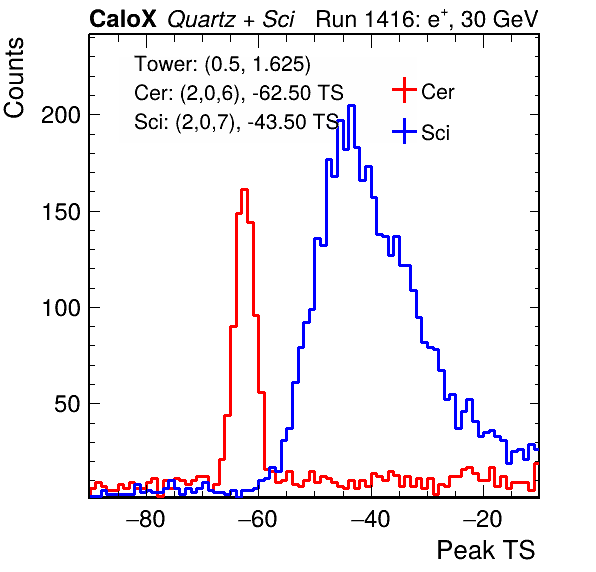 CaloX Quartz + Sci Run 1416: e+, 30 GeV
Tower: (0.5, 1.625)
Cer: (2,0,6), -62.50 TS
Sci: (2,0,7), -43.50 TS
Cer
Sci
Counts
200
150
100
50
−80 −60 −40 −20
Peak TS